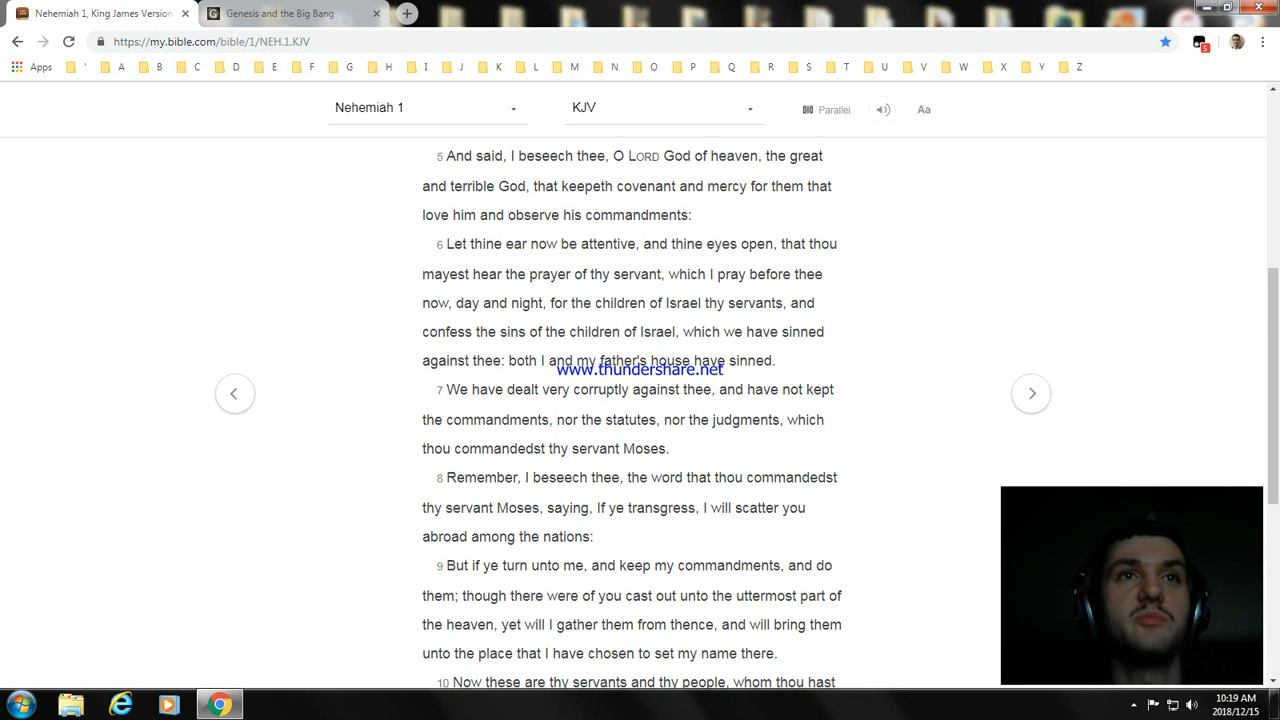 Nehemiah 1, King James Version
Genesis and the Big Bang
https://my.bible.com/bible/1/NEH.1.KJV
5
Apps ' A B C D E F G H I J K L M N O P Q R S T U V W X Y Z
Nehemiah 1 KJV Parallel Aa
5 And said, I beseech thee, O LORD God of heaven, the great
and terrible God, that keepeth covenant and mercy for them that
love him and observe his commandments:
6 Let thine ear now be attentive, and thine eyes open, that thou
mayest hear the prayer of thy servant, which I pray before thee
now, day and night, for the children of Israel thy servants, and
confess the sins of the children of Israel, which we have sinned
against thee: both I and my father's house have sinned.
www.thundershare.net
7 We have dealt very corruptly against thee, and have not kept
the commandments, nor the statutes, nor the judgments, which
thou commandedst thy servant Moses.
8 Remember, I beseech thee, the word that thou commandedst
thy servant Moses, saying, If ye transgress, I will scatter you
abroad among the nations:
9 But if ye turn unto me, and keep my commandments, and do
them; though there were of you cast out unto the uttermost part of
the heaven, yet will I gather them from thence, and will bring them
unto the place that I have chosen to set my name there.
10 Now these are thy servants and thy people, whom thou hast
10:19 AM
2018/12/15